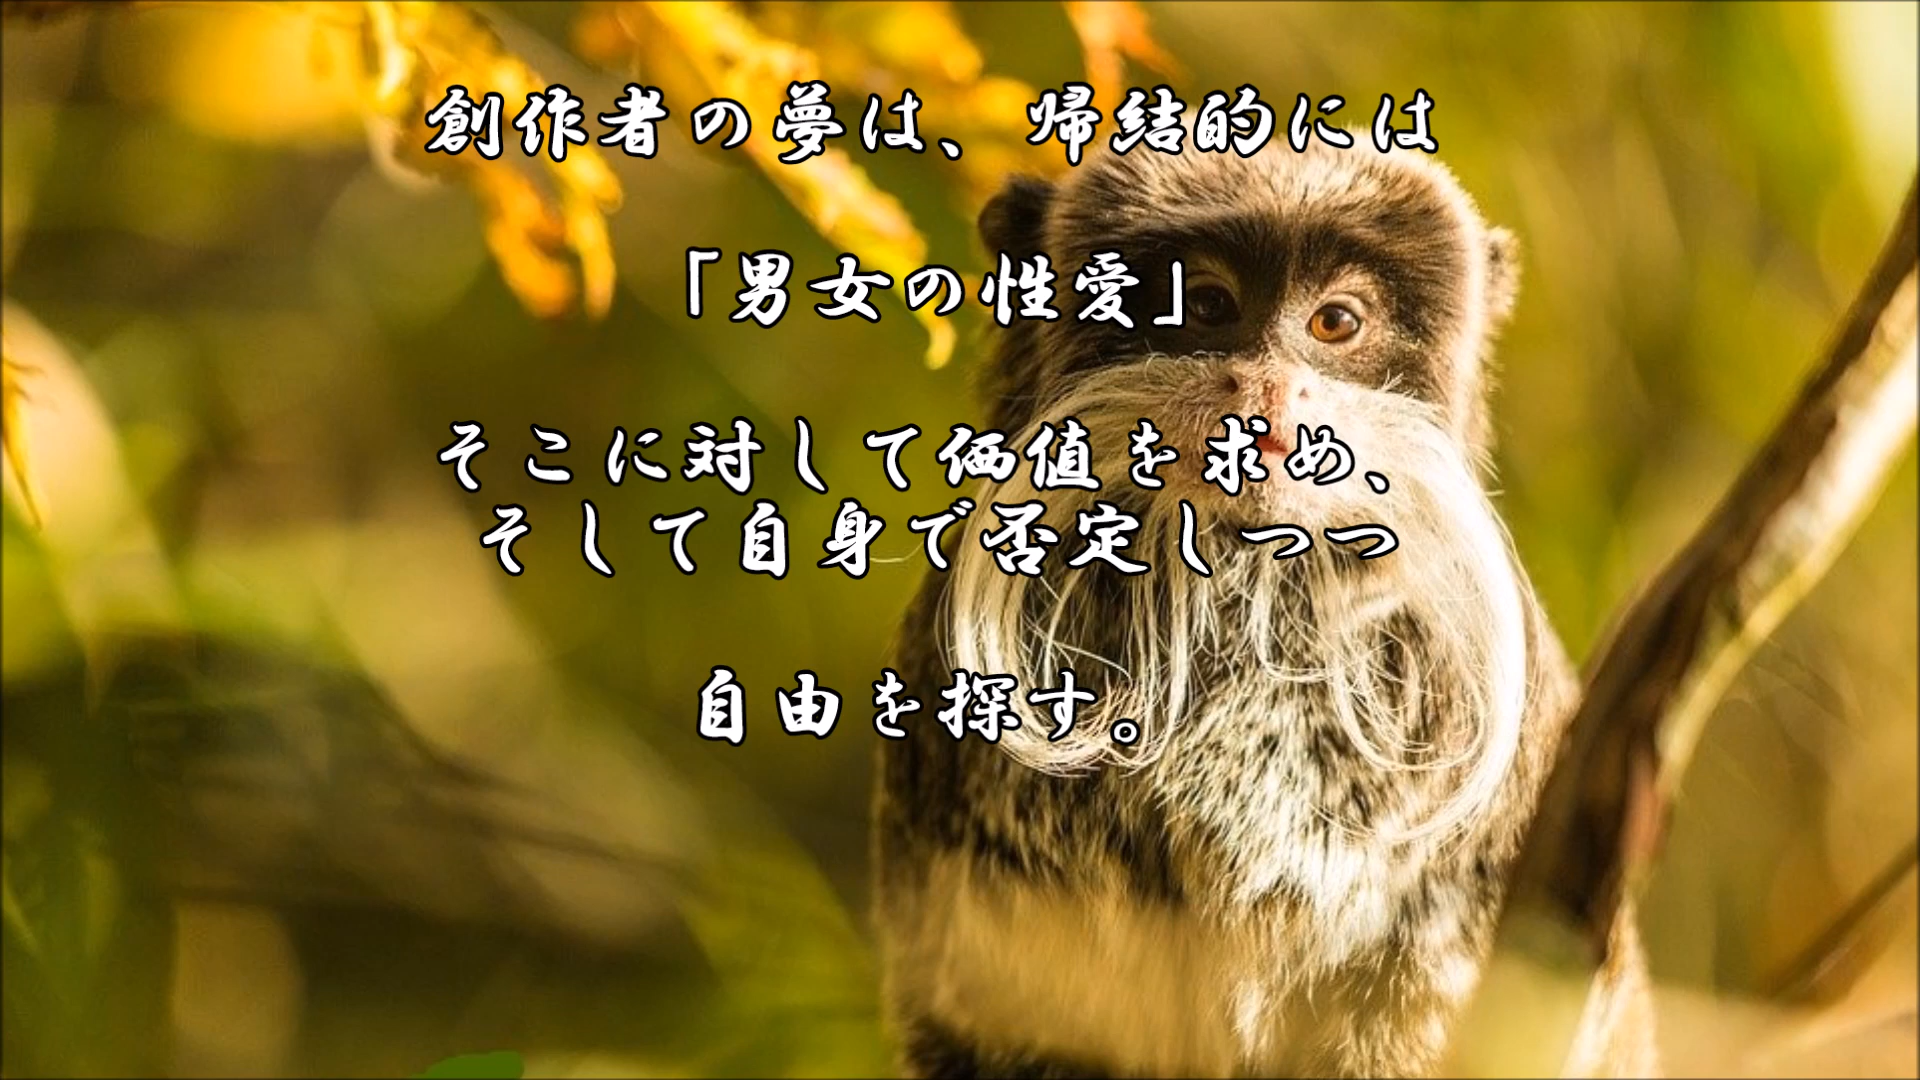 創作者の夢は、帰結的には
「男女の性愛」
そこに対して価値を求め、
そして自身で否定しつつ
自由を探す。